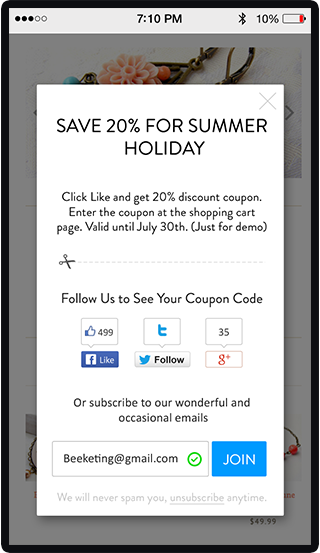 7:10 PM 10%
SAVE 20% FOR SUMMER
HOLIDAY
Click Like and get 20% discount coupon.
Enter the coupon at the shopping cart
page. Valid until July 30th. (Just for demo)
Follow Us to See Your Coupon Code
499 35
f Like Follow g+
Or subscribe to our wonderful and
occasional emails
Beeketing@gmail.com JOIN
We will never spam you, unsubscribe anytime.
$49.99